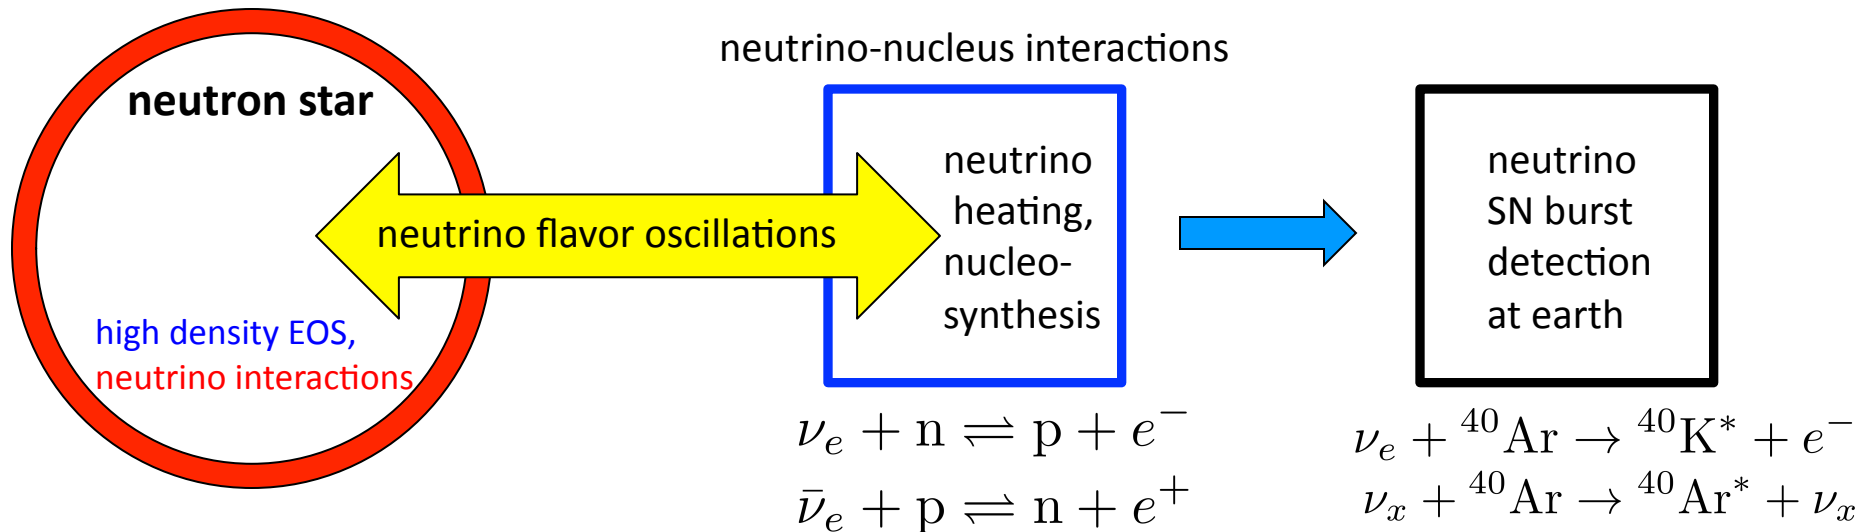 neutron star
high density EOS,
neutrino interactions
neutrino flavor oscillations
neutrino-nucleus interactions
neutrino
heating,
nucleo-
synthesis
νₑ + n ⇌ p + e⁻
ν̄ₑ + p ⇌ n + e⁺
neutrino
SN burst
detection
at earth
νₑ + ⁴⁰Ar → ⁴⁰K* + e⁻
νₓ + ⁴⁰Ar → ⁴⁰Ar* + νₓ